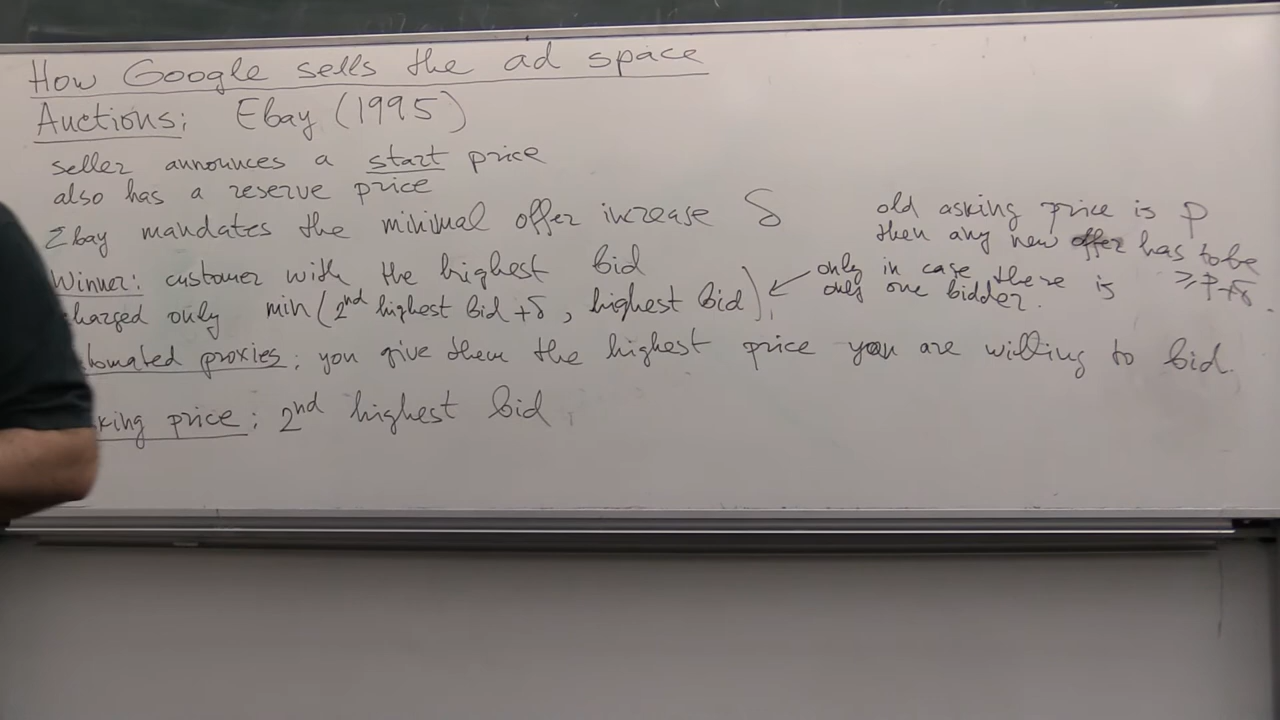 How Google sells the ad space
Auctions: Ebay (1995)
seller announces a start price
also has a reserve price
Ebay mandates the minimal offer increase δ
old asking price is p
then any new offer has to be
≥ p+δ.
Winner: customer with the highest bid
charged only min(2nd highest bid + δ, highest bid)
only in case there is
only one bidder.
tomated proxies: you give them the highest price you are willing to bid.
king price: 2nd highest bid